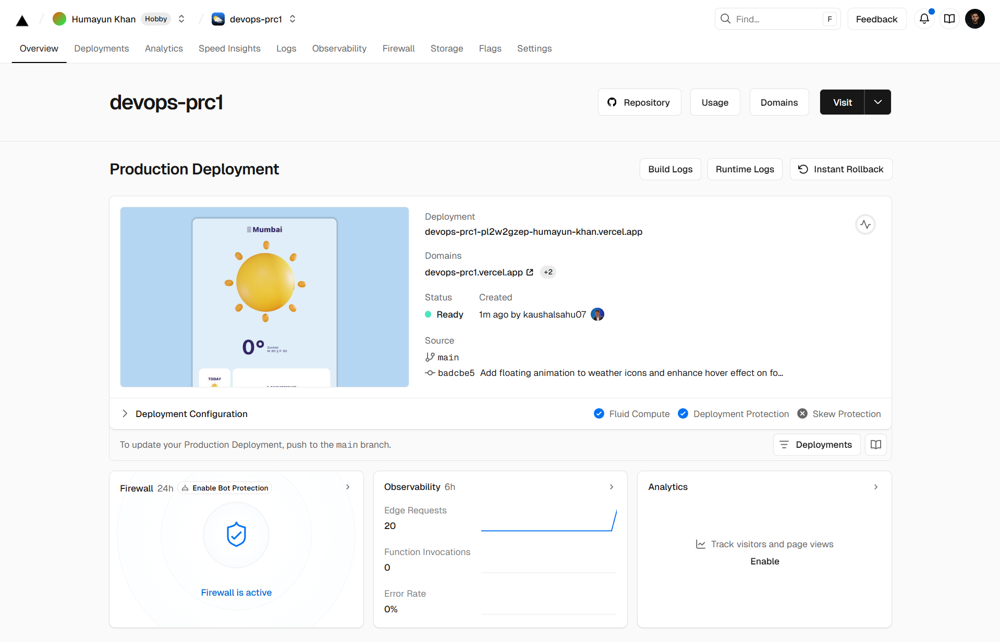 Humayun Khan Hobby devops-prc1 Find... F Feedback
Overview Deployments Analytics Speed Insights Logs Observability Firewall Storage Flags Settings
devops-prc1
Repository Usage Domains Visit
Production Deployment
Build Logs Runtime Logs Instant Rollback
Mumbai
0°
Sunnen
H: 60 || F: 60
TODAY
Deployment
devops-prc1-pl2w2gzep-humayun-khan.vercel.app
Domains
devops-prc1.vercel.app +2
Status Created
Ready 1m ago by kaushalsahu07
Source
main
badcbe5 Add floating animation to weather icons and enhance hover effect on fo...
Deployment Configuration
Fluid Compute Deployment Protection Skew Protection
To update your Production Deployment, push to the main branch.
Deployments
Firewall 24h Enable Bot Protection
Firewall is active
Observability 6h
Edge Requests
20
Function Invocations
0
Error Rate
0%
Analytics
Track visitors and page views
Enable